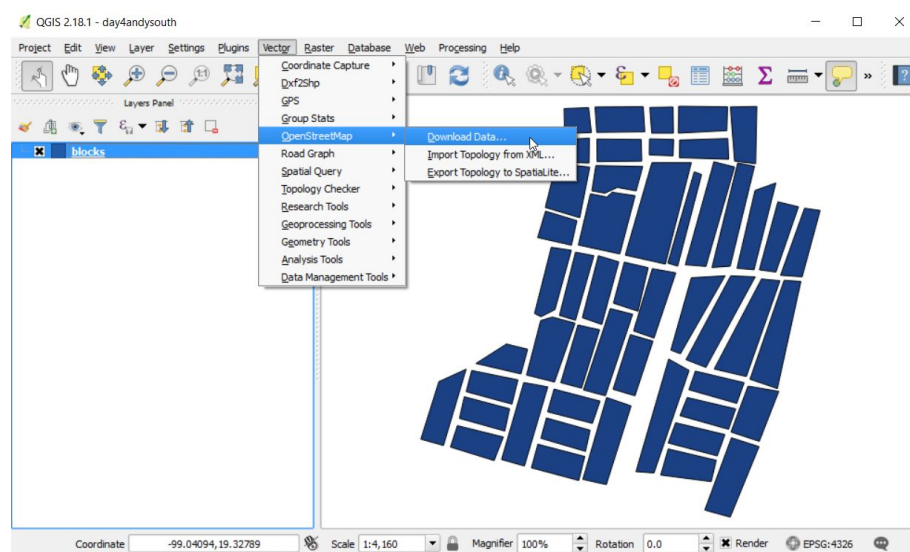 QGIS 2.18.1 - day4andysouth
Project Edit View Layer Settings Plugins Vector Raster Database Web Processing Help
Layers Panel
blocks
Coordinate Capture
Dxf2Shp
GPS
Group Stats
OpenStreetMap
Road Graph
Spatial Query
Topology Checker
Research Tools
Geoprocessing Tools
Geometry Tools
Analysis Tools
Data Management Tools
Download Data...
Import Topology from XML...
Export Topology to SpatiaLite...
Coordinate -99.04094,19.32789 Scale 1:4,160 Magnifier 100% Rotation 0.0 Render EPSG:4326